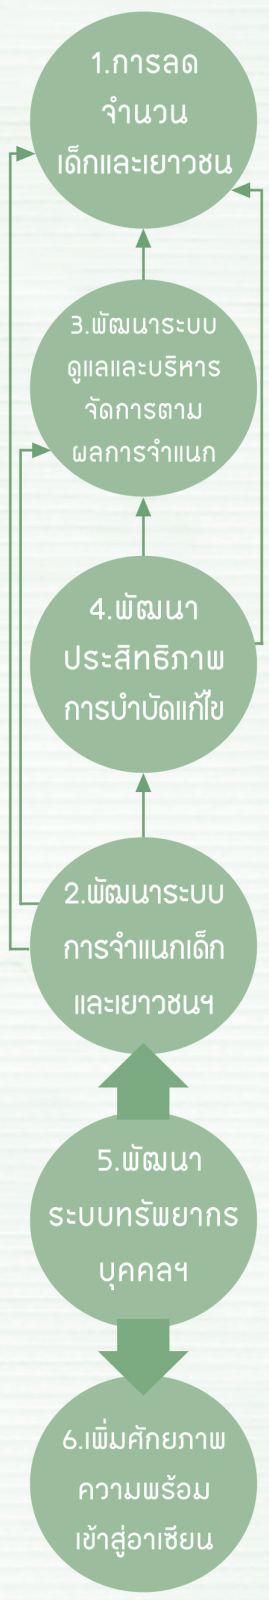 1.การลด
จำนวน
เด็กและเยาวชน
3.พัฒนาระบบ
ดูแลและบริหาร
จัดการตาม
ผลการจำแนก
4.พัฒนา
ประสิทธิภาพ
การบำบัดแก้ไข
2.พัฒนาระบบ
การจำแนกเด็ก
และเยาวชนฯ
5.พัฒนา
ระบบทรัพยากร
บุคคลฯ
6.เพิ่มศักยภาพ
ความพร้อม
เข้าสู่อาเซียน